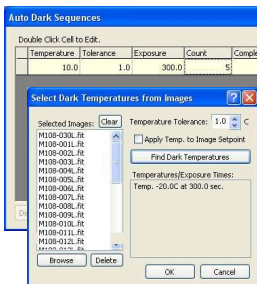 Auto Dark Sequences
Double Click Cell to Edit.
Temperature Tolerance Exposure Count
10.0 1.0 300.0 5
Select Dark Temperatures from Images
Selected Images: Clear Temperature Tolerance: 1.0 C
M108-030L.fit
M108-001L.fit
M108-002L.fit
M108-003L.fit
M108-004L.fit
M108-005L.fit
M108-006L.fit
M108-007L.fit
M108-008L.fit
M108-009L.fit
M108-010L.fit
M108-011L.fit
M108-012L.fit
Apply Temp. to Image Setpoint
Find Dark Temperatures
Temperatures/Exposure Times:
Temp. -20.0C at 300.0 sec.
Browse Delete
OK Cancel